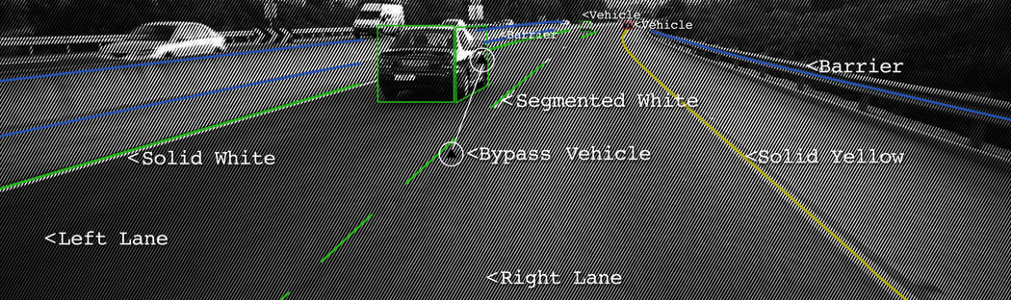 <Vehicle
<Vehicle
<Barrier
<Barrier
<Segmented White
<Solid White
<Bypass Vehicle
<Solid Yellow
<Left Lane
<Right Lane